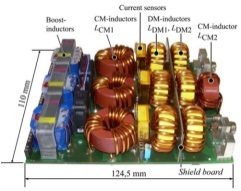 Current sensors
Boost-
inductors
CM-inductors
LCM1
DM-inductors
LDM1, LDM2
CM-inductor
LCM2
110 mm
124,5 mm
Shield board